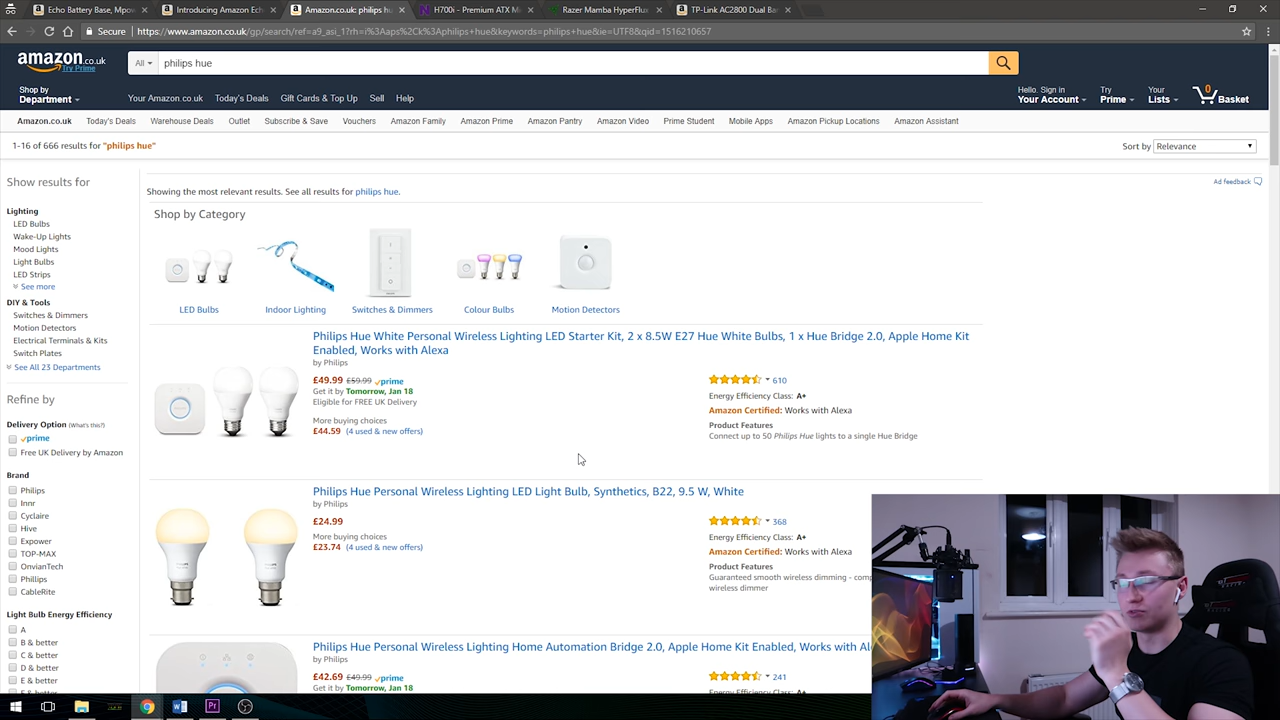 Echo Battery Base, Mpow
Introducing Amazon Ech
Amazon.co.uk: philips h
H700i - Premium ATX M
Razer Mamba HyperFlux
TP-Link AC2800 Dual Ba
Secure https://www.amazon.co.uk/gp/search/ref=a9_asi_1?rh=i%3Aaps%2Ck%3Aphilips+hue&keywords=philips+hue&ie=UTF8&qid=1516210657
amazon.co.uk
Try Prime
All
philips hue
Shop by
Department
Your Amazon.co.uk Today's Deals Gift Cards & Top Up Sell Help
Hello. Sign in
Your Account
Try
Prime
Your
Lists
0
Basket
Amazon.co.uk Today's Deals Warehouse Deals Outlet Subscribe & Save Vouchers Amazon Family Amazon Prime Amazon Pantry Amazon Video Prime Student Mobile Apps Amazon Pickup Locations Amazon Assistant
1-16 of 666 results for "philips hue"
Sort by Relevance
Show results for
Lighting
LED Bulbs
Wake-Up Lights
Mood Lights
Light Bulbs
LED Strips
See more
DIY & Tools
Switches & Dimmers
Motion Detectors
Electrical Terminals & Kits
Switch Plates
See All 23 Departments
Refine by
Delivery Option (What's this?)
prime
Free UK Delivery by Amazon
Brand
Philips
Innr
Cyclaire
Hive
Expower
TOP-MAX
OnvianTech
Phillips
CableRite
Light Bulb Energy Efficiency
A
B & better
C & better
D & better
E & better
Showing the most relevant results. See all results for philips hue.
Ad feedback
Shop by Category
LED Bulbs
Indoor Lighting
Switches & Dimmers
Colour Bulbs
Motion Detectors
Philips Hue White Personal Wireless Lighting LED Starter Kit, 2 x 8.5W E27 Hue White Bulbs, 1 x Hue Bridge 2.0, Apple Home Kit
Enabled, Works with Alexa
by Philips
£49.99 £59.99 prime
Get it by Tomorrow, Jan 18
Eligible for FREE UK Delivery
More buying choices
£44.59 (4 used & new offers)
610
Energy Efficiency Class: A+
Amazon Certified: Works with Alexa
Product Features
Connect up to 50 Philips Hue lights to a single Hue Bridge
Philips Hue Personal Wireless Lighting LED Light Bulb, Synthetics, B22, 9.5 W, White
by Philips
£24.99
More buying choices
£23.74 (4 used & new offers)
368
Energy Efficiency Class: A+
Amazon Certified: Works with Alexa
Product Features
Guaranteed smooth wireless dimming - comp
wireless dimmer
Philips Hue Personal Wireless Lighting Home Automation Bridge 2.0, Apple Home Kit Enabled, Works with Al
by Philips
£42.69 £49.99 prime
Get it by Tomorrow, Jan 18
241